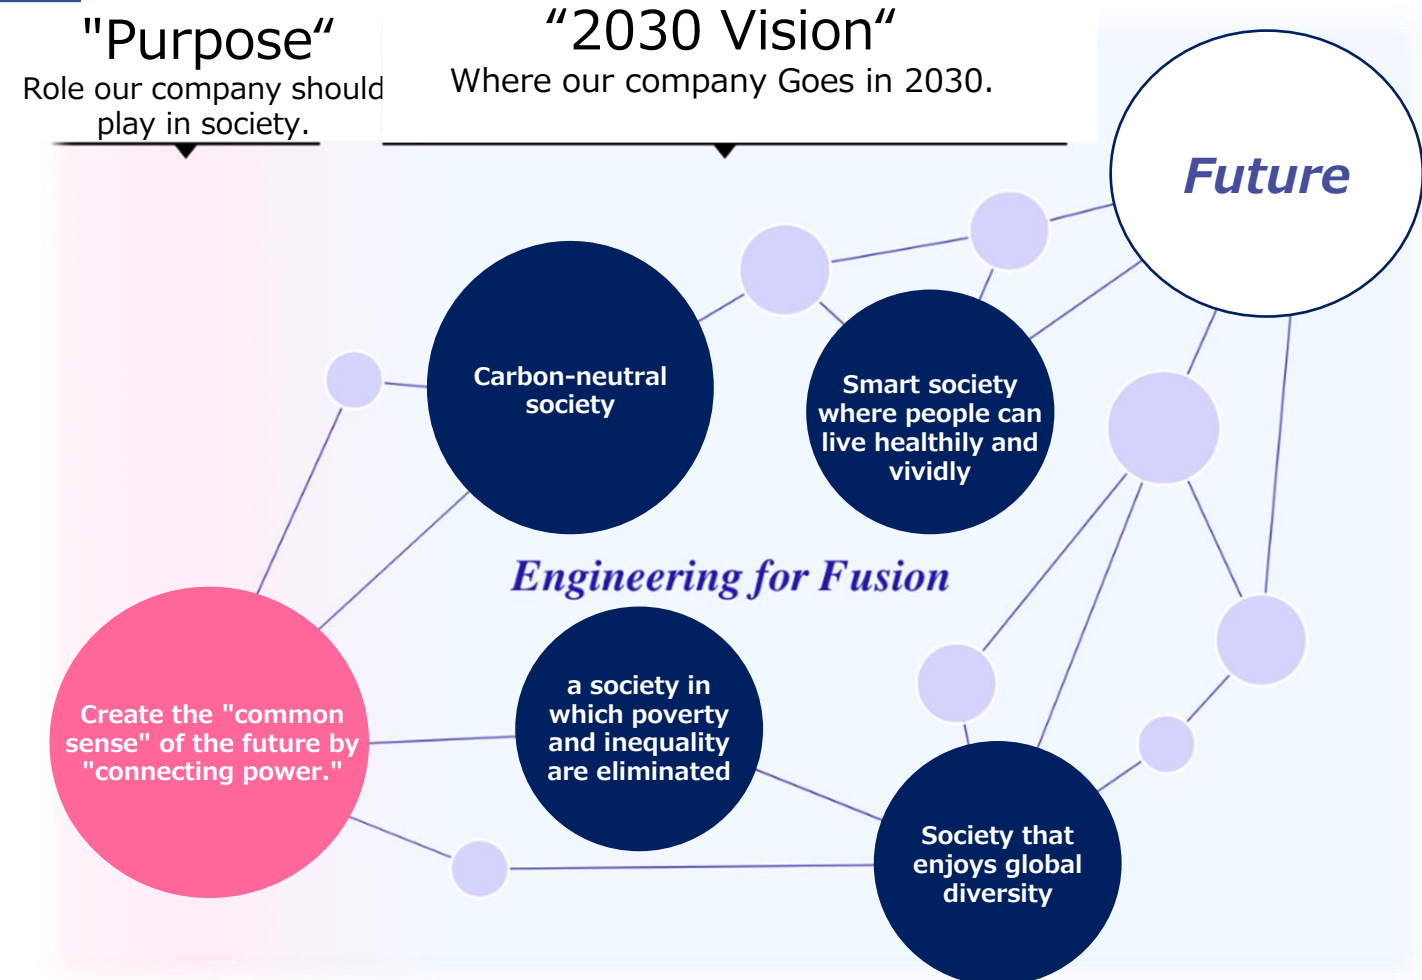 "Purpose“
Role our company should
play in society.
“2030 Vision“
Where our company Goes in 2030.
Future
Carbon-neutral
society
Smart society
where people can
live healthily and
vividly
Engineering for Fusion
Create the "common
sense" of the future by
"connecting power."
a society in
which poverty
and inequality
are eliminated
Society that
enjoys global
diversity